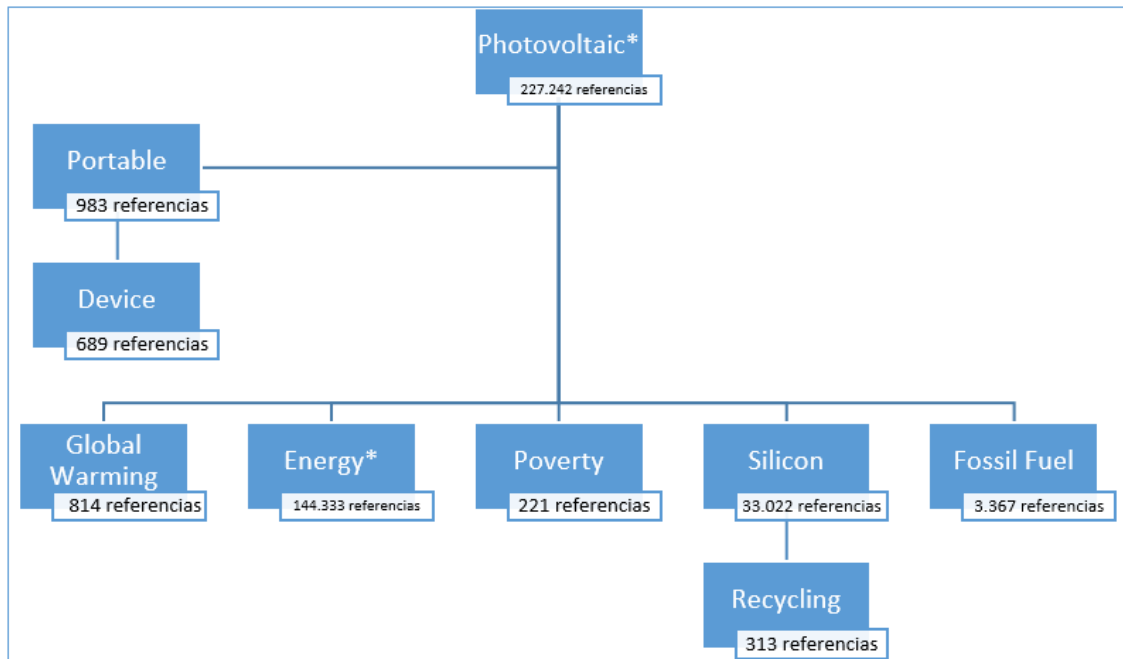 Photovoltaic*
227.242 referencias
Portable
983 referencias
Device
689 referencias
Global
Warming
814 referencias
Energy*
144.333 referencias
Poverty
221 referencias
Silicon
33.022 referencias
Fossil Fuel
3.367 referencias
Recycling
313 referencias